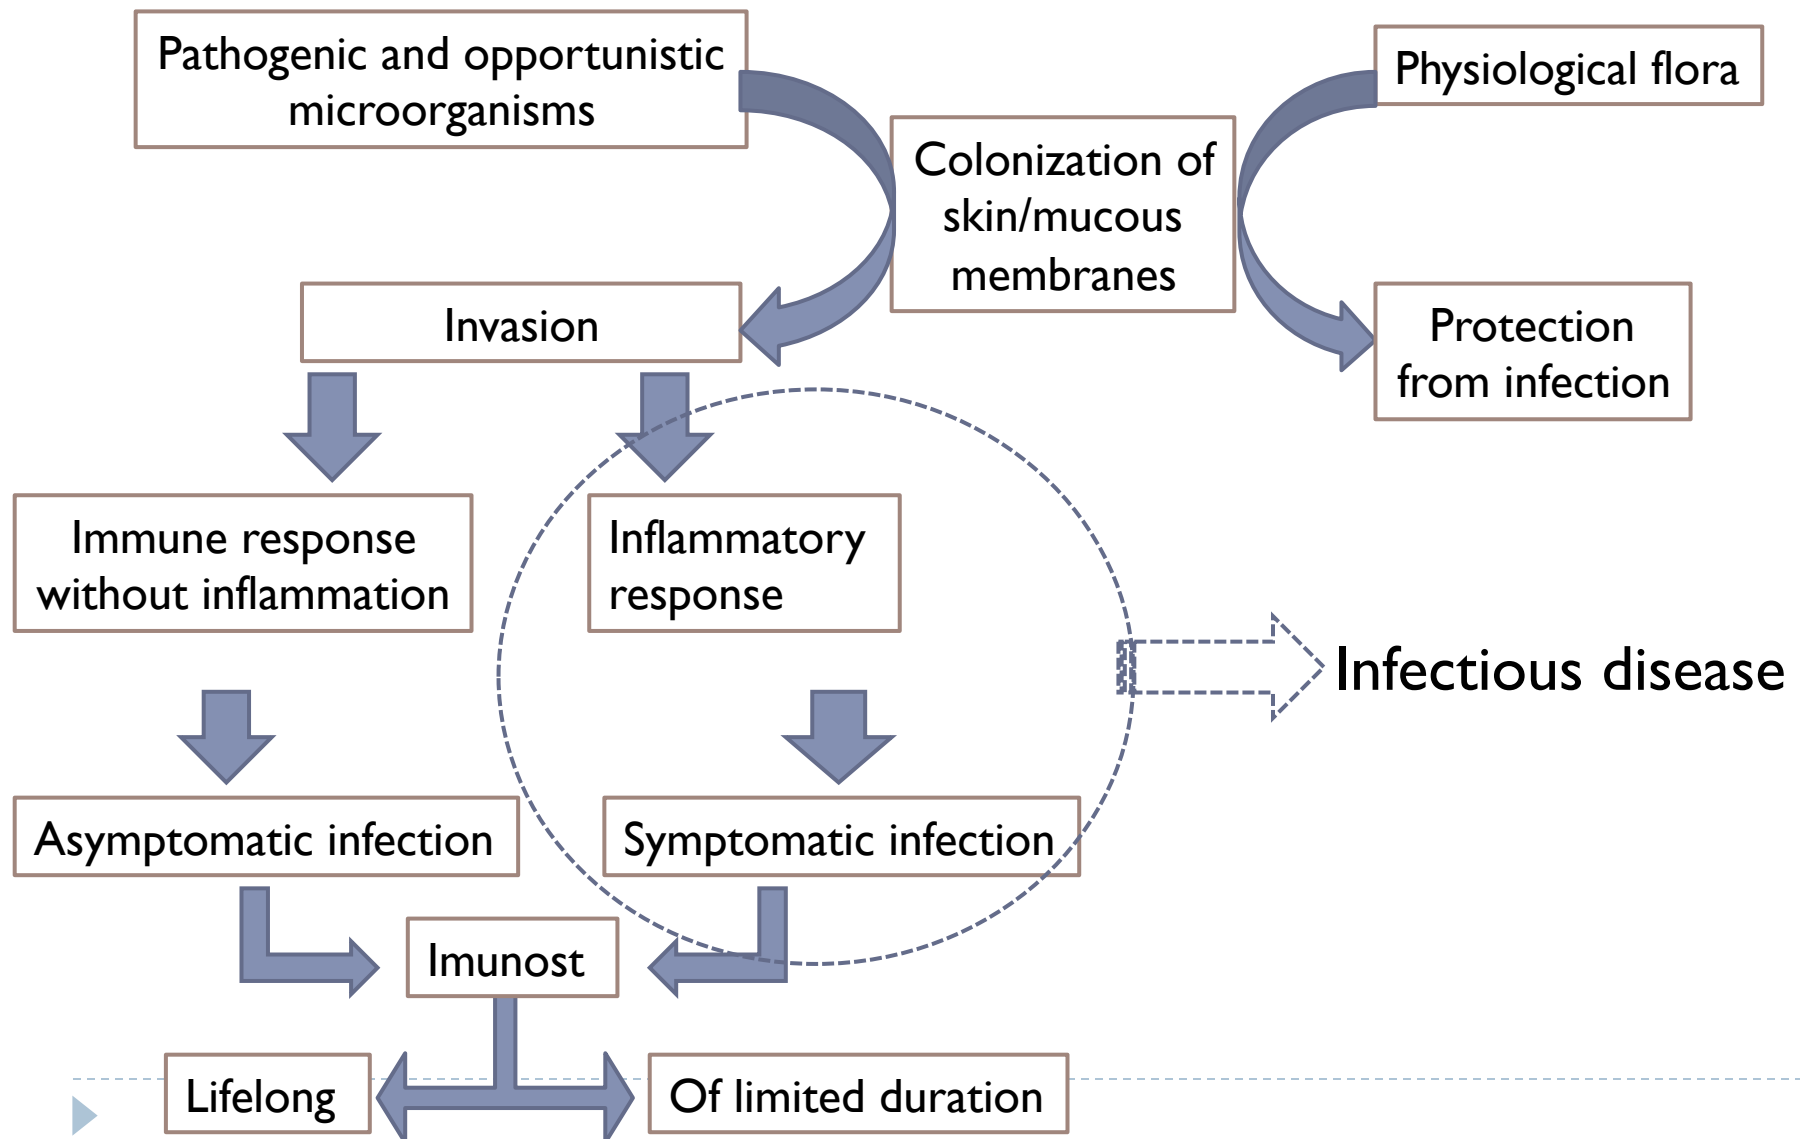 Pathogenic and opportunistic
microorganisms
Physiological flora
Colonization of
skin/mucous
membranes
Invasion
Protection
from infection
Immune response
without inflammation
Inflammatory
response
Infectious disease
Asymptomatic infection
Symptomatic infection
Imunost
Lifelong
Of limited duration